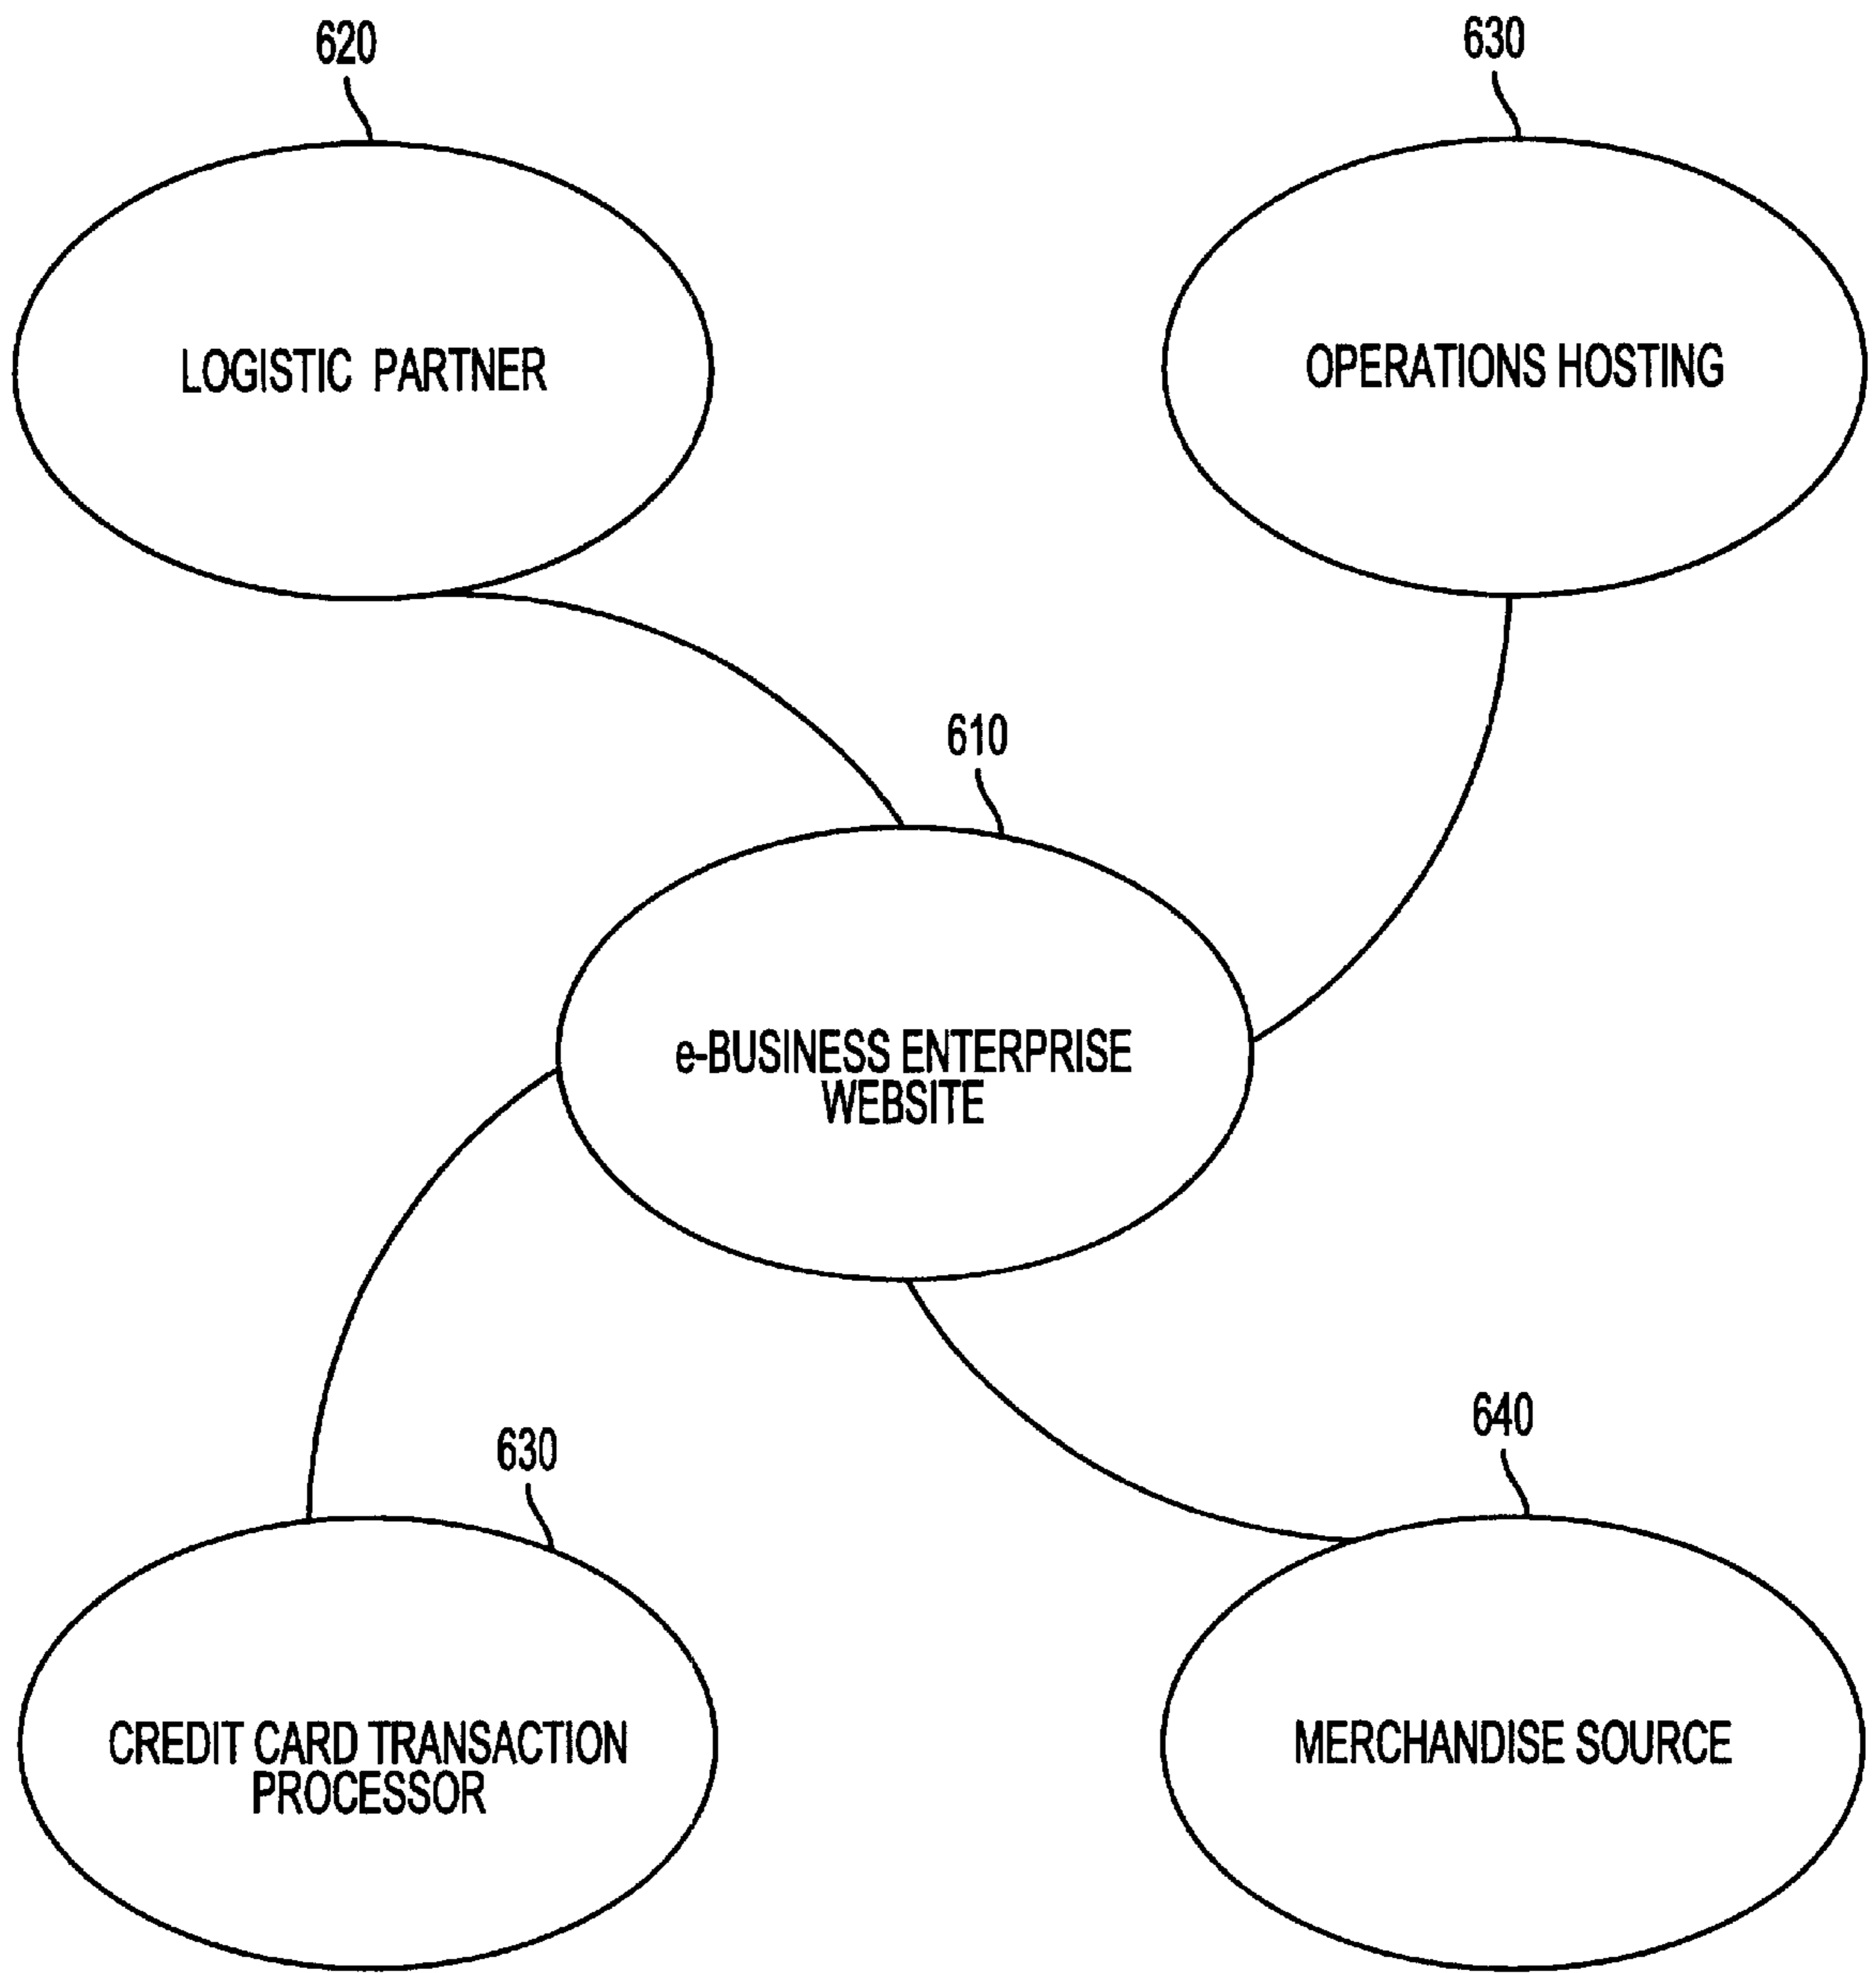 620
630
LOGISTIC PARTNER
OPERATIONS HOSTING
610
e-BUSINESS ENTERPRISE
WEBSITE
630
640
CREDIT CARD TRANSACTION
PROCESSOR
MERCHANDISE SOURCE